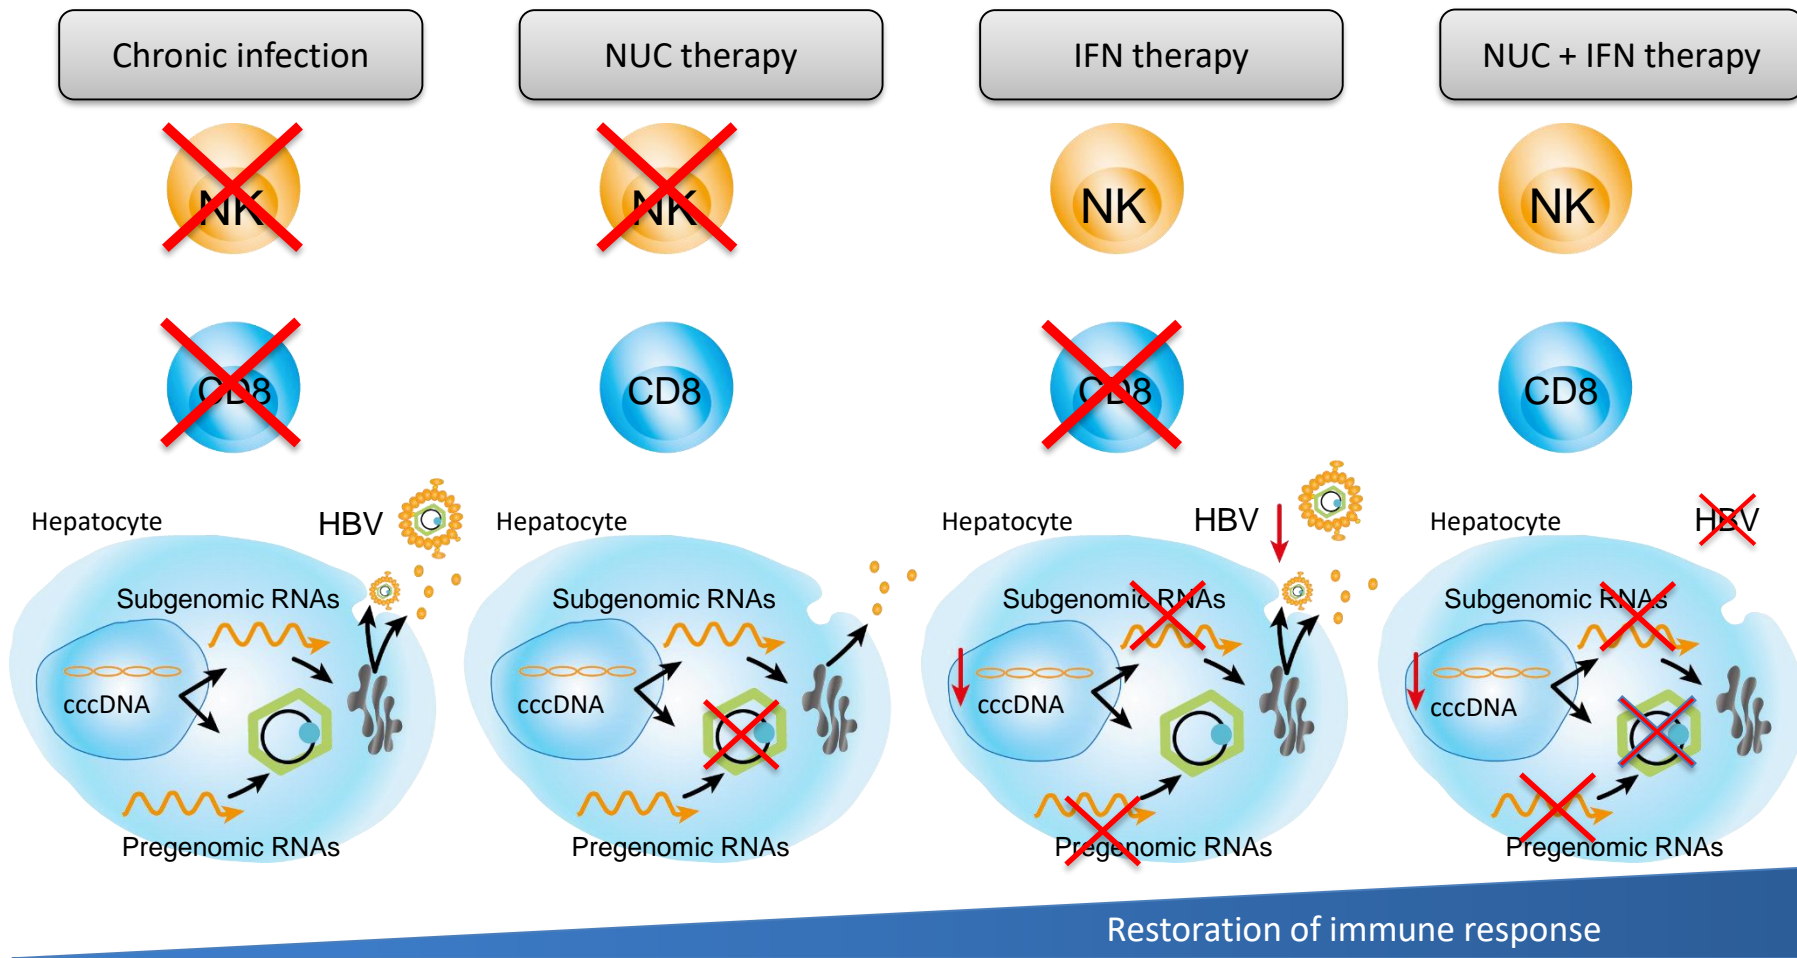 Chronic infection
NUC therapy
IFN therapy
NUC + IFN therapy
NK
NK
NK
NK
CD8
CD8
CD8
CD8
Hepatocyte
HBV
Subgenomic RNAs
cccDNA
Pregenomic RNAs
Hepatocyte
Subgenomic RNAs
cccDNA
Pregenomic RNAs
Hepatocyte
HBV
Subgenomic RNAs
cccDNA
Pregenomic RNAs
Hepatocyte
HBV
Subgenomic RNAs
cccDNA
Pregenomic RNAs
Restoration of immune response